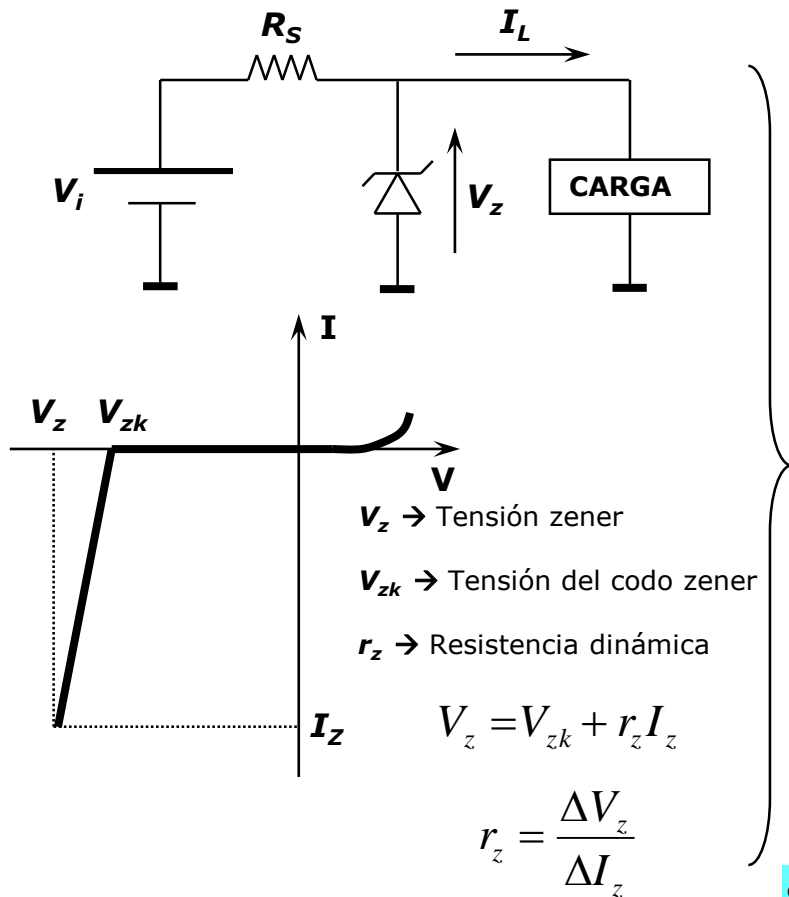 R_S
I_L
V_i
V_z
CARGA
I
V_z V_zk
V
V_z → Tensión zener
V_zk → Tensión del codo zener
r_z → Resistencia dinámica
I_Z
V_z = V_zk + r_z I_z
r_z = ΔV_z / ΔI_z